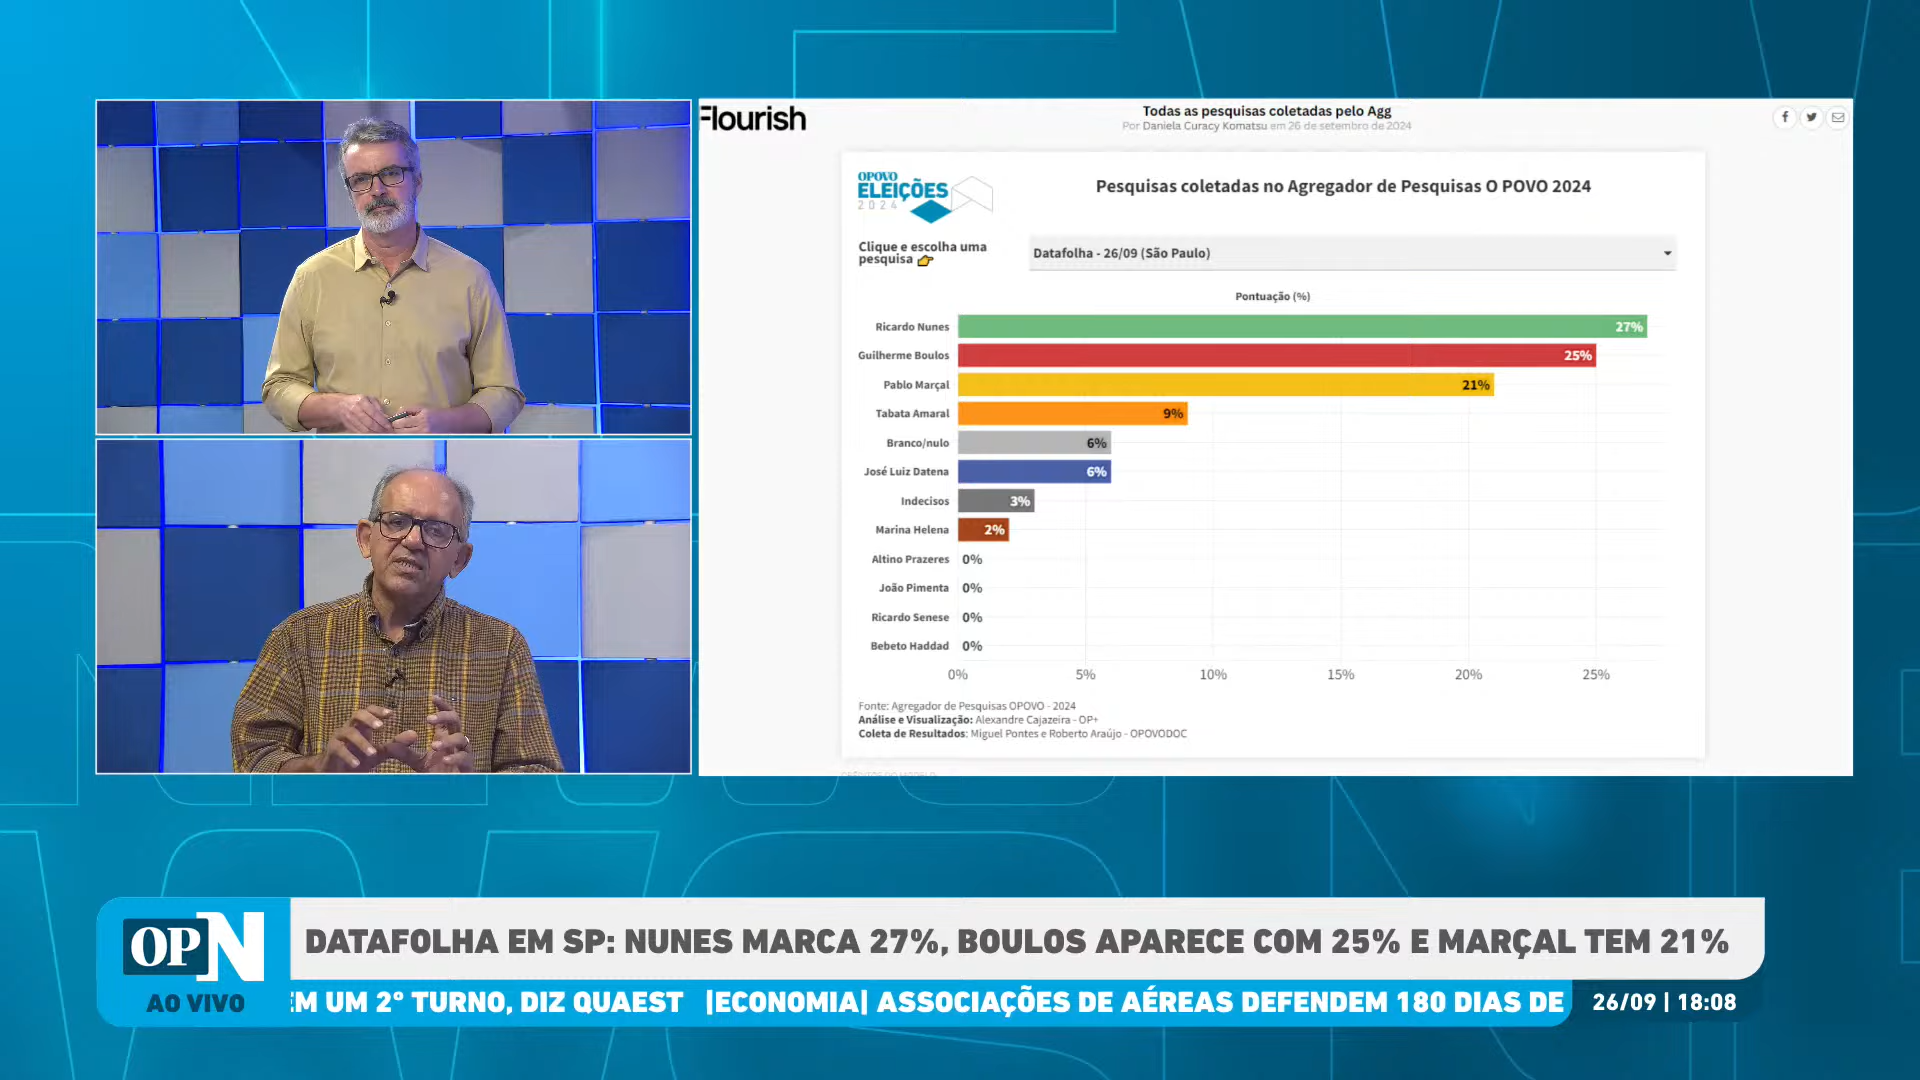 Flourish
Todas as pesquisas coletadas pelo Agg
Por Daniela Curacy Komatsu em 26 de setembro de 2024
OPOVO
ELEIÇÕES
2024
Pesquisas coletadas no Agregador de Pesquisas O POVO 2024
Clique e escolha uma
pesquisa 👉
Datafolha - 26/09 (São Paulo)
Pontuação (%)
Ricardo Nunes 27%
Guilherme Boulos 25%
Pablo Marçal 21%
Tabata Amaral 9%
Branco/nulo 6%
José Luiz Datena 6%
Indecisos 3%
Marina Helena 2%
Altino Prazeres 0%
João Pimenta 0%
Ricardo Senese 0%
Bebeto Haddad 0%
0% 5% 10% 15% 20% 25%
Fonte: Agregador de Pesquisas OPOVO - 2024
Análise e Visualização: Alexandre Cajazeira - OP+
Coleta de Resultados: Miguel Pontes e Roberto Araújo - OPOVODOC
OPN
AO VIVO
DATAFOLHA EM SP: NUNES MARCA 27%, BOULOS APARECE COM 25% E MARÇAL TEM 21%
EM UM 2° TURNO, DIZ QUAEST |ECONOMIA| ASSOCIAÇÕES DE AÉREAS DEFENDEM 180 DIAS DE
26/09 | 18:08